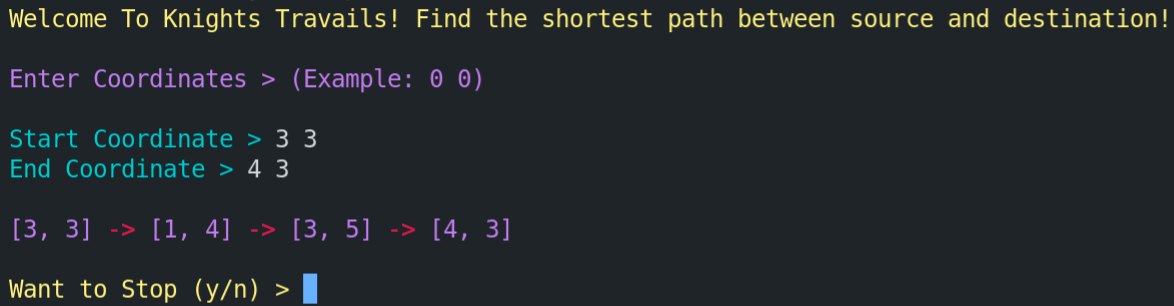 Welcome To Knights Travails! Find the shortest path between source and destination!
Enter Coordinates > (Example: 0 0)
Start Coordinate > 3 3
End Coordinate > 4 3
[3, 3] -> [1, 4] -> [3, 5] -> [4, 3]
Want to Stop (y/n) >